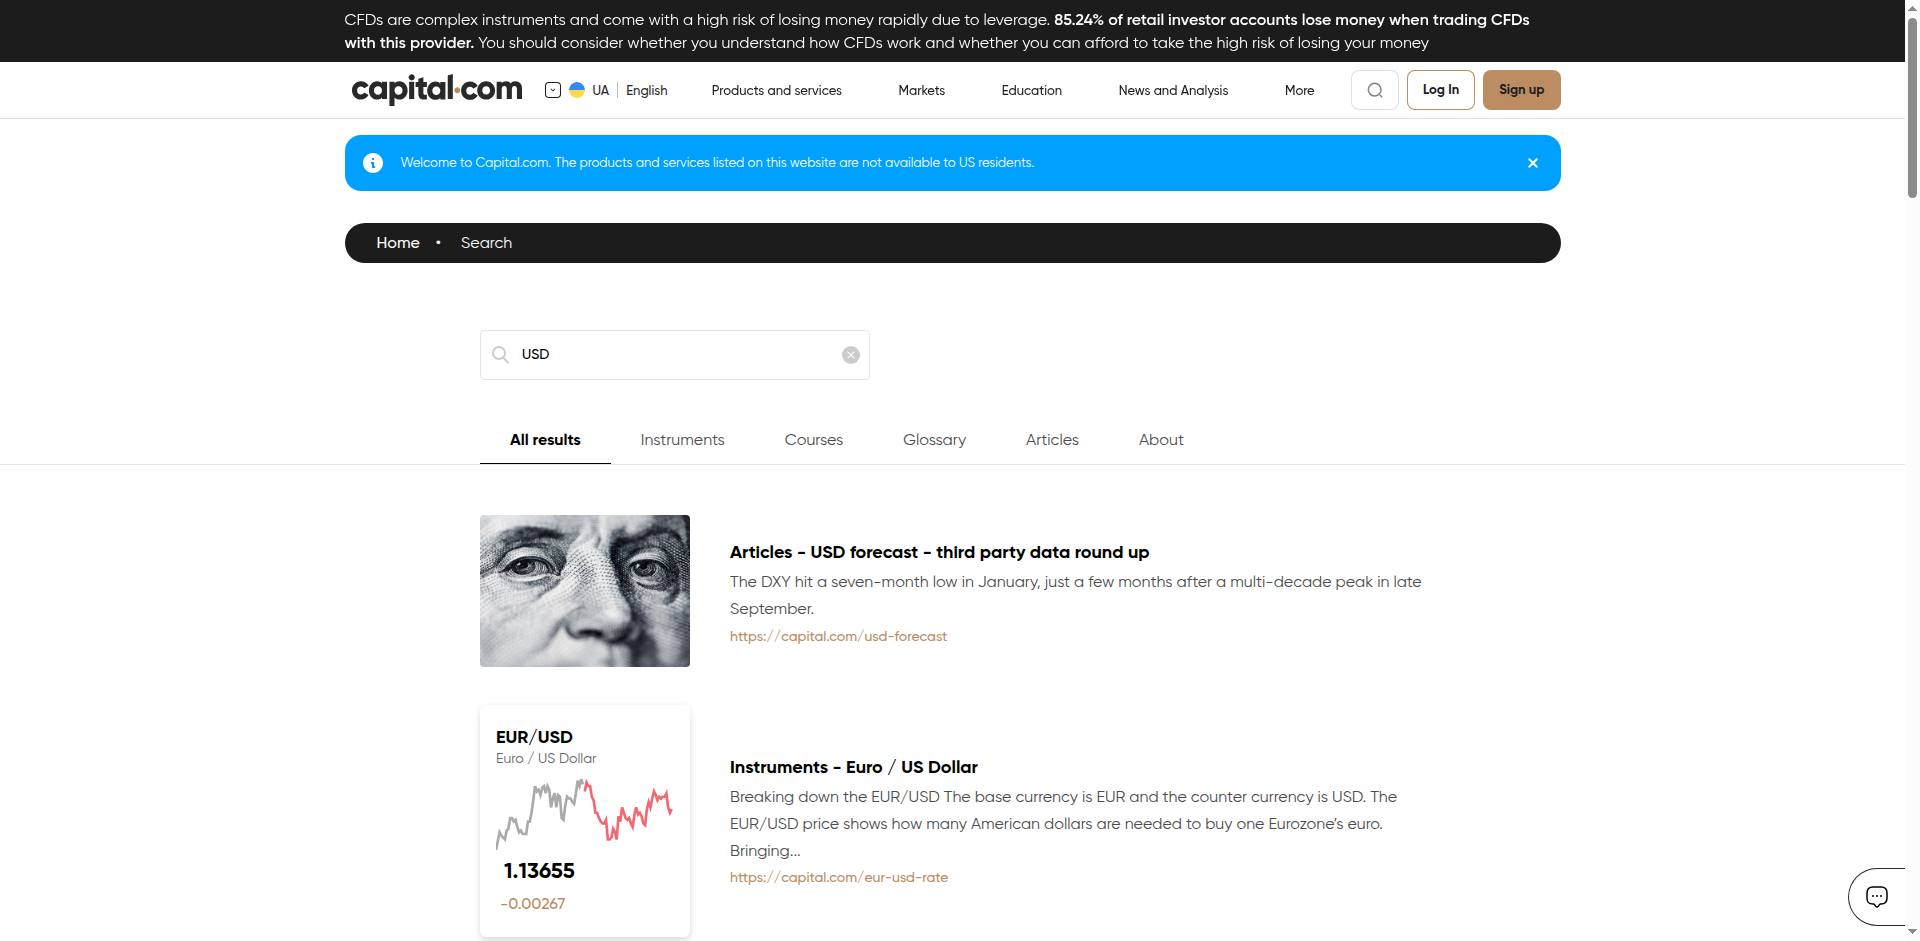 CFDs are complex instruments and come with a high risk of losing money rapidly due to leverage. 85.24% of retail investor accounts lose money when trading CFDs
with this provider. You should consider whether you understand how CFDs work and whether you can afford to take the high risk of losing your money
capital.com UA English Products and services Markets Education News and Analysis More Log In Sign up
Welcome to Capital.com. The products and services listed on this website are not available to US residents.
Home • Search
USD
All results Instruments Courses Glossary Articles About
Articles - USD forecast - third party data round up
The DXY hit a seven-month low in January, just a few months after a multi-decade peak in late
September.
https://capital.com/usd-forecast
EUR/USD
Euro / US Dollar
1.13655
-0.00267
Instruments - Euro / US Dollar
Breaking down the EUR/USD The base currency is EUR and the counter currency is USD. The
EUR/USD price shows how many American dollars are needed to buy one Eurozone’s euro.
Bringing...
https://capital.com/eur-usd-rate